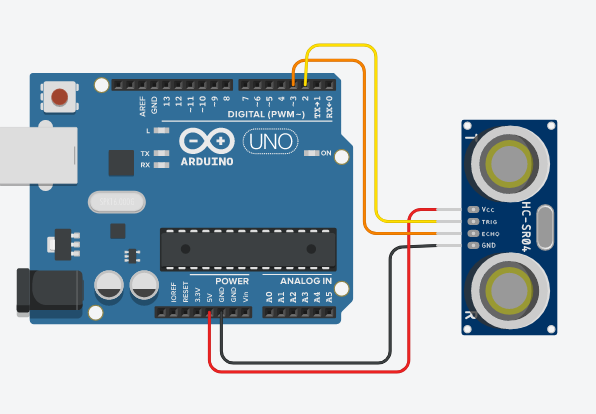 AREF
GND
13
12
~11
~10
~9
8
7
~6
~5
4
~3
2
TX→1
RX←0
DIGITAL (PWM~)
L
TX
RX
ARDUINO
UNO
ON
POWER
ANALOG IN
IOREF
RESET
3.3V
5V
GND
GND
Vin
A0
A1
A2
A3
A4
A5
T
VCC
TRIG
ECHO
GND
HC-SR04
R